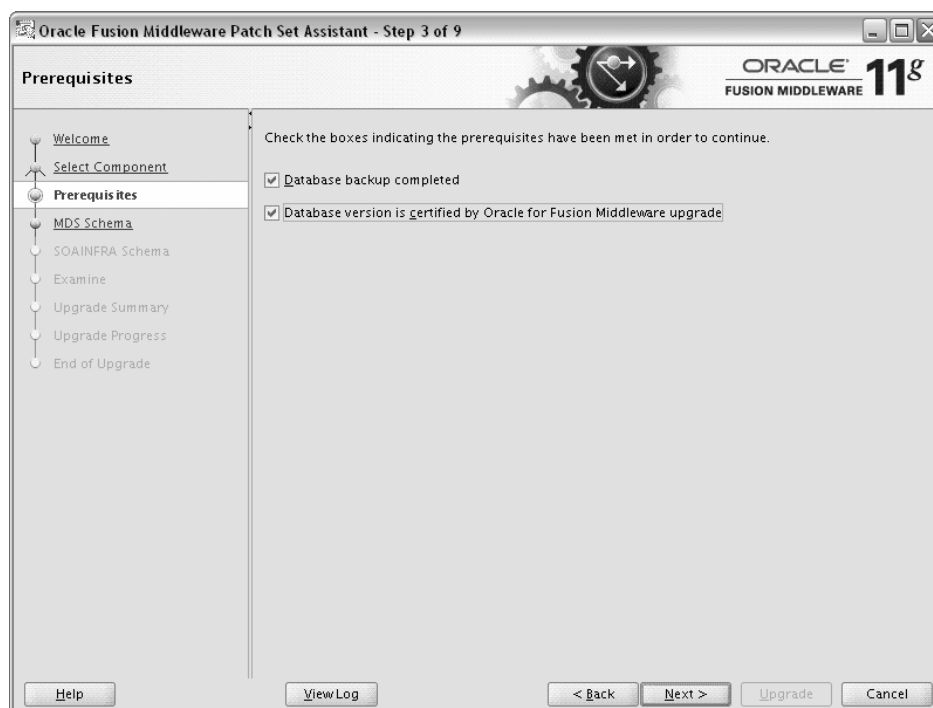 Oracle Fusion Middleware Patch Set Assistant - Step 3 of 9
Prerequisites
ORACLE 11g
FUSION MIDDLEWARE
Welcome
Select Component
Prerequisites
MDS Schema
SOAINFRA Schema
Examine
Upgrade Summary
Upgrade Progress
End of Upgrade
Check the boxes indicating the prerequisites have been met in order to continue.
Database backup completed
Database version is certified by Oracle for Fusion Middleware upgrade
Help
View Log
< Back
Next >
Upgrade
Cancel